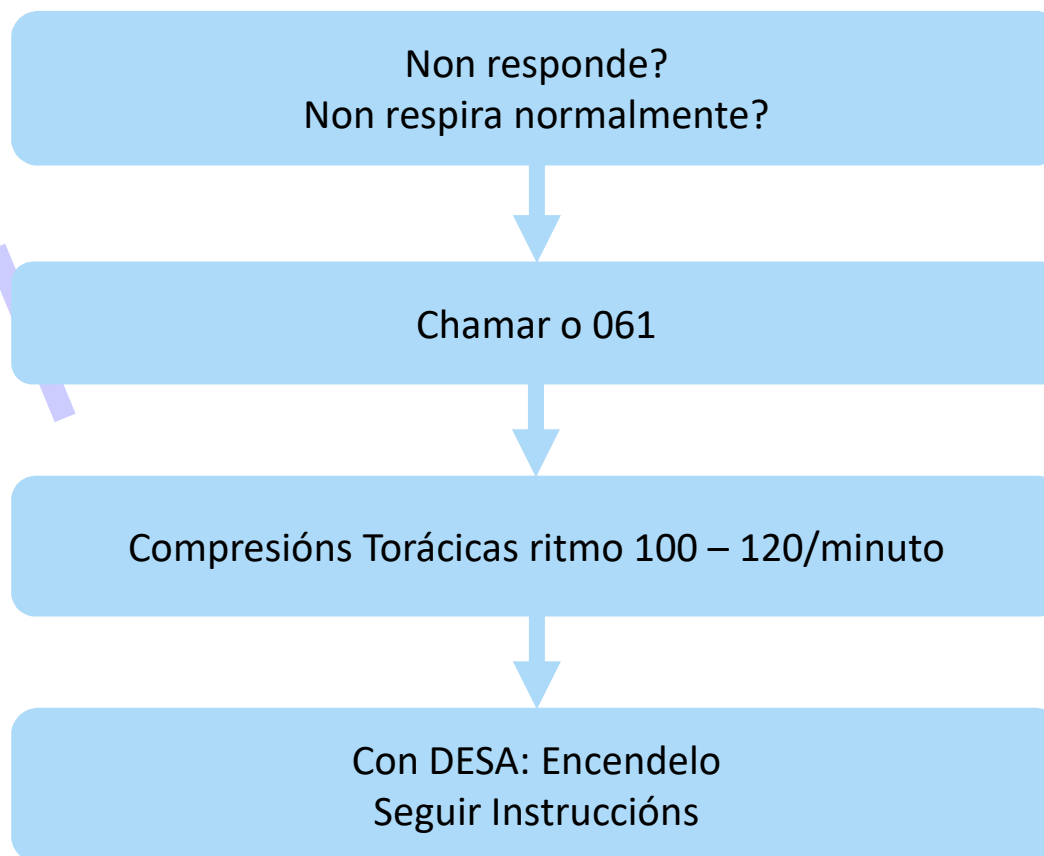 Non responde?
Non respira normalmente?
Chamar o 061
Compresións Torácicas ritmo 100 – 120/minuto
Con DESA: Encendelo
Seguir Instruccións